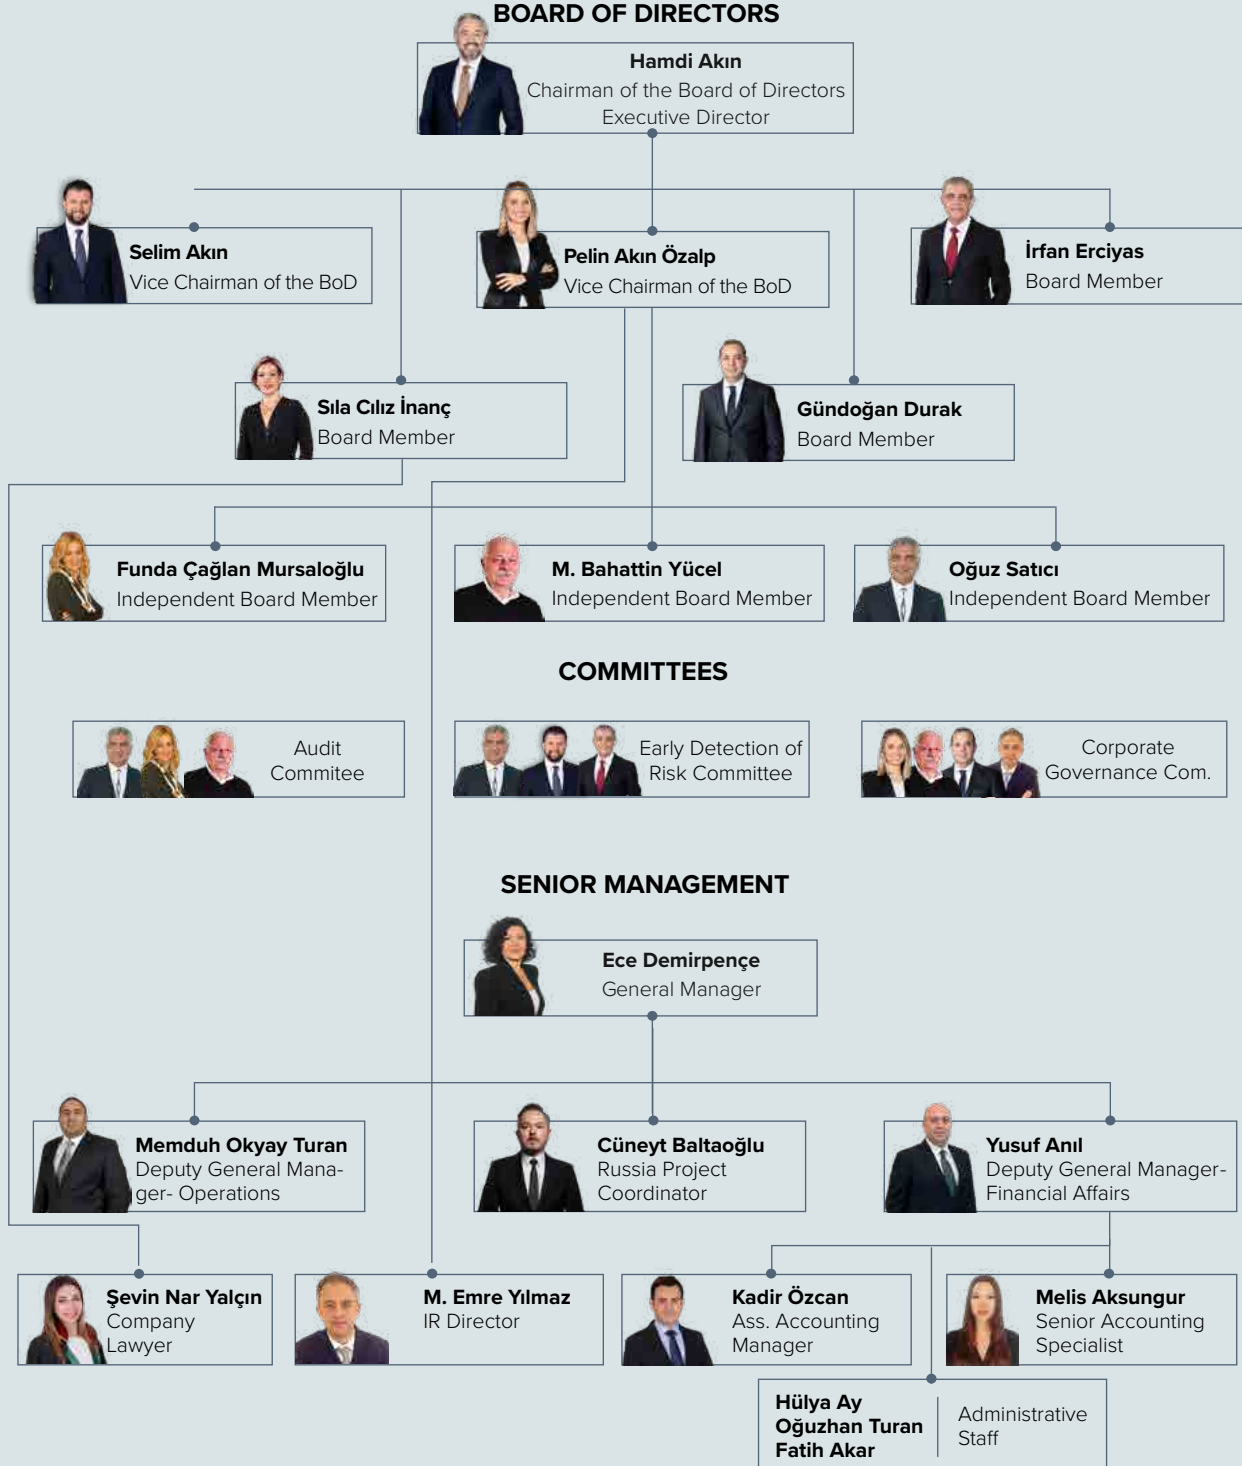 BOARD OF DIRECTORS
Hamdi Akın
Chairman of the Board of Directors
Executive Director
Selim Akın
Vice Chairman of the BoD
Pelin Akın Özalp
Vice Chairman of the BoD
İrfan Erciyas
Board Member
Sıla Cılız İnanç
Board Member
Gündoğan Durak
Board Member
Funda Çağlan Mursaloğlu
Independent Board Member
M. Bahattin Yücel
Independent Board Member
Oğuz Satıcı
Independent Board Member
COMMITTEES
Audit
Commitee
Early Detection of
Risk Committee
Corporate
Governance Com.
SENIOR MANAGEMENT
Ece Demirpençe
General Manager
Memduh Okyay Turan
Deputy General Mana-
ger- Operations
Cüneyt Baltaoğlu
Russia Project
Coordinator
Yusuf Anıl
Deputy General Manager-
Financial Affairs
Şevin Nar Yalçın
Company
Lawyer
M. Emre Yılmaz
IR Director
Kadir Özcan
Ass. Accounting
Manager
Melis Aksungur
Senior Accounting
Specialist
Hülya Ay
Oğuzhan Turan
Fatih Akar
Administrative
Staff